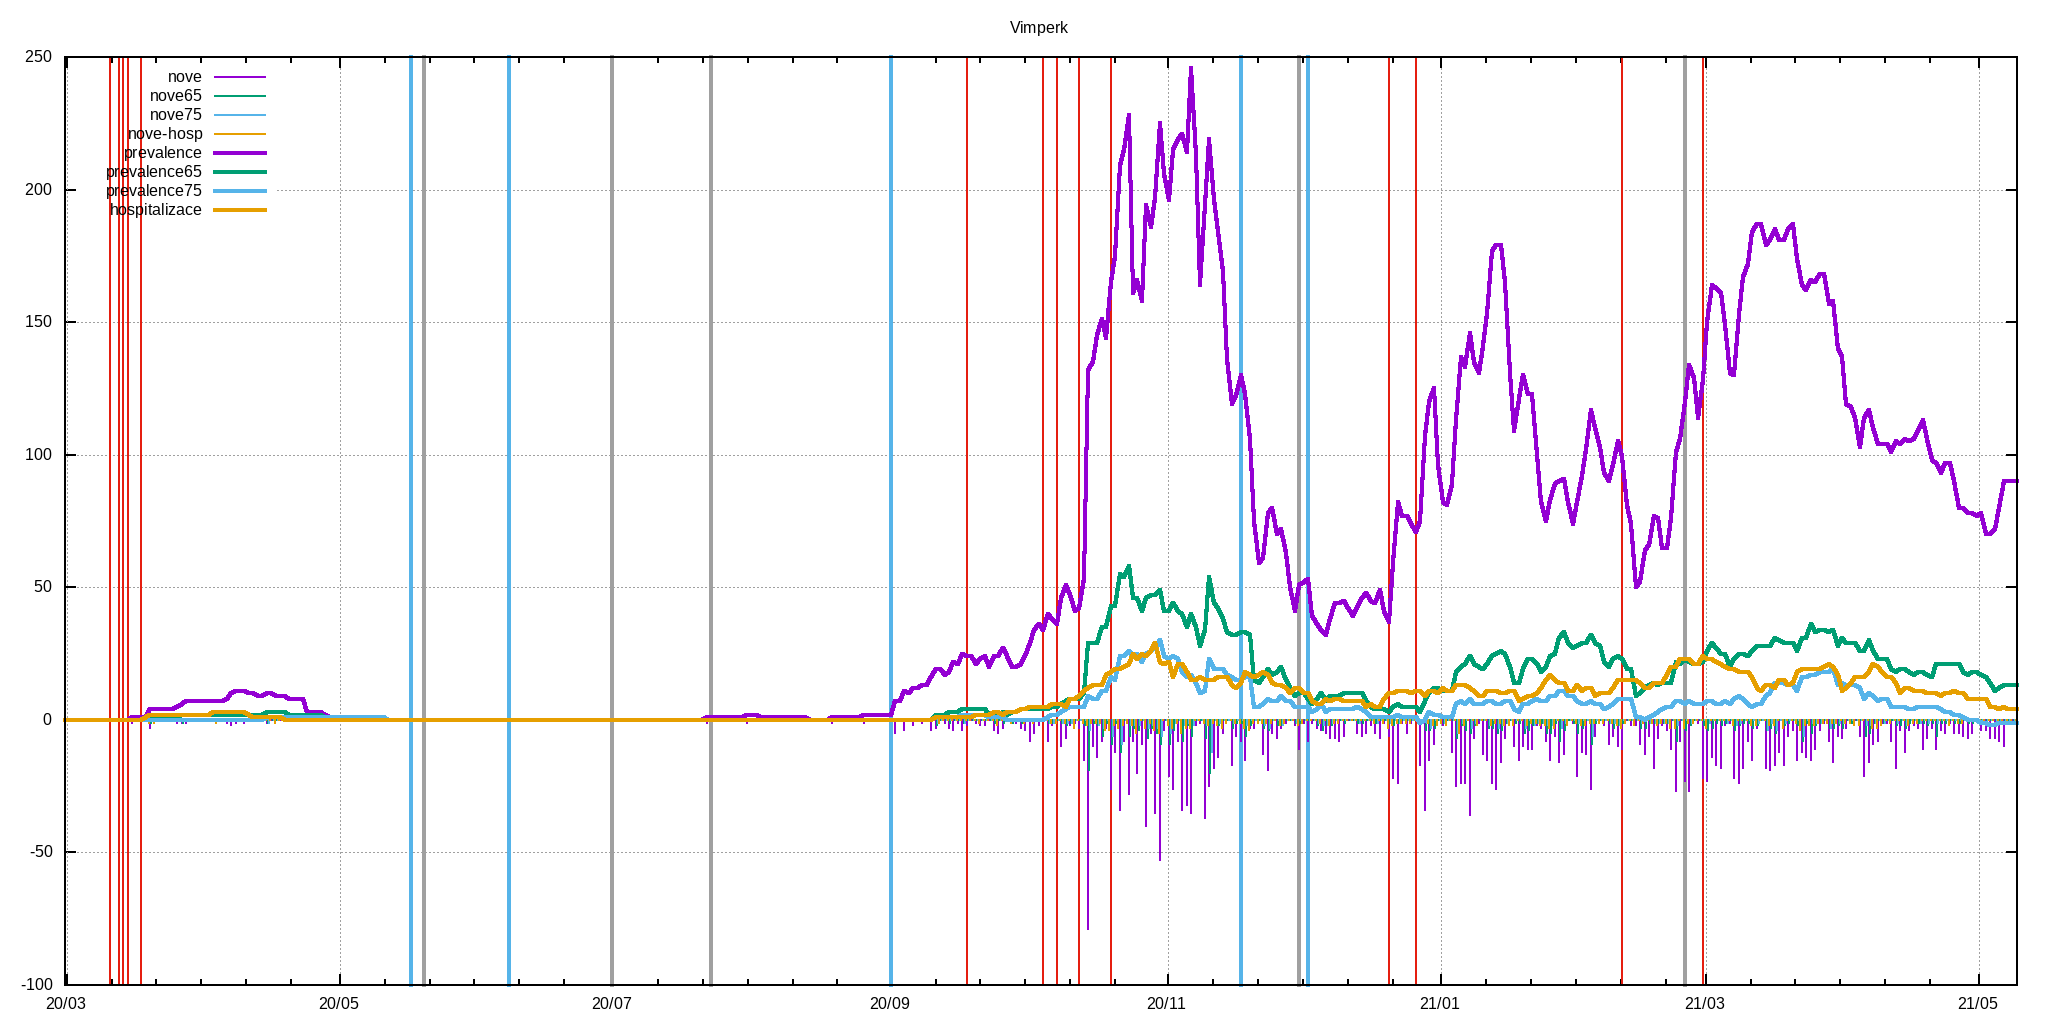 Vimperk
250
200
150
100
50
0
-50
-100
nove
nove65
nove75
nove-hosp
prevalence
prevalence65
prevalence75
hospitalizace
20/03 20/05 20/07 20/09 20/11 21/01 21/03 21/05